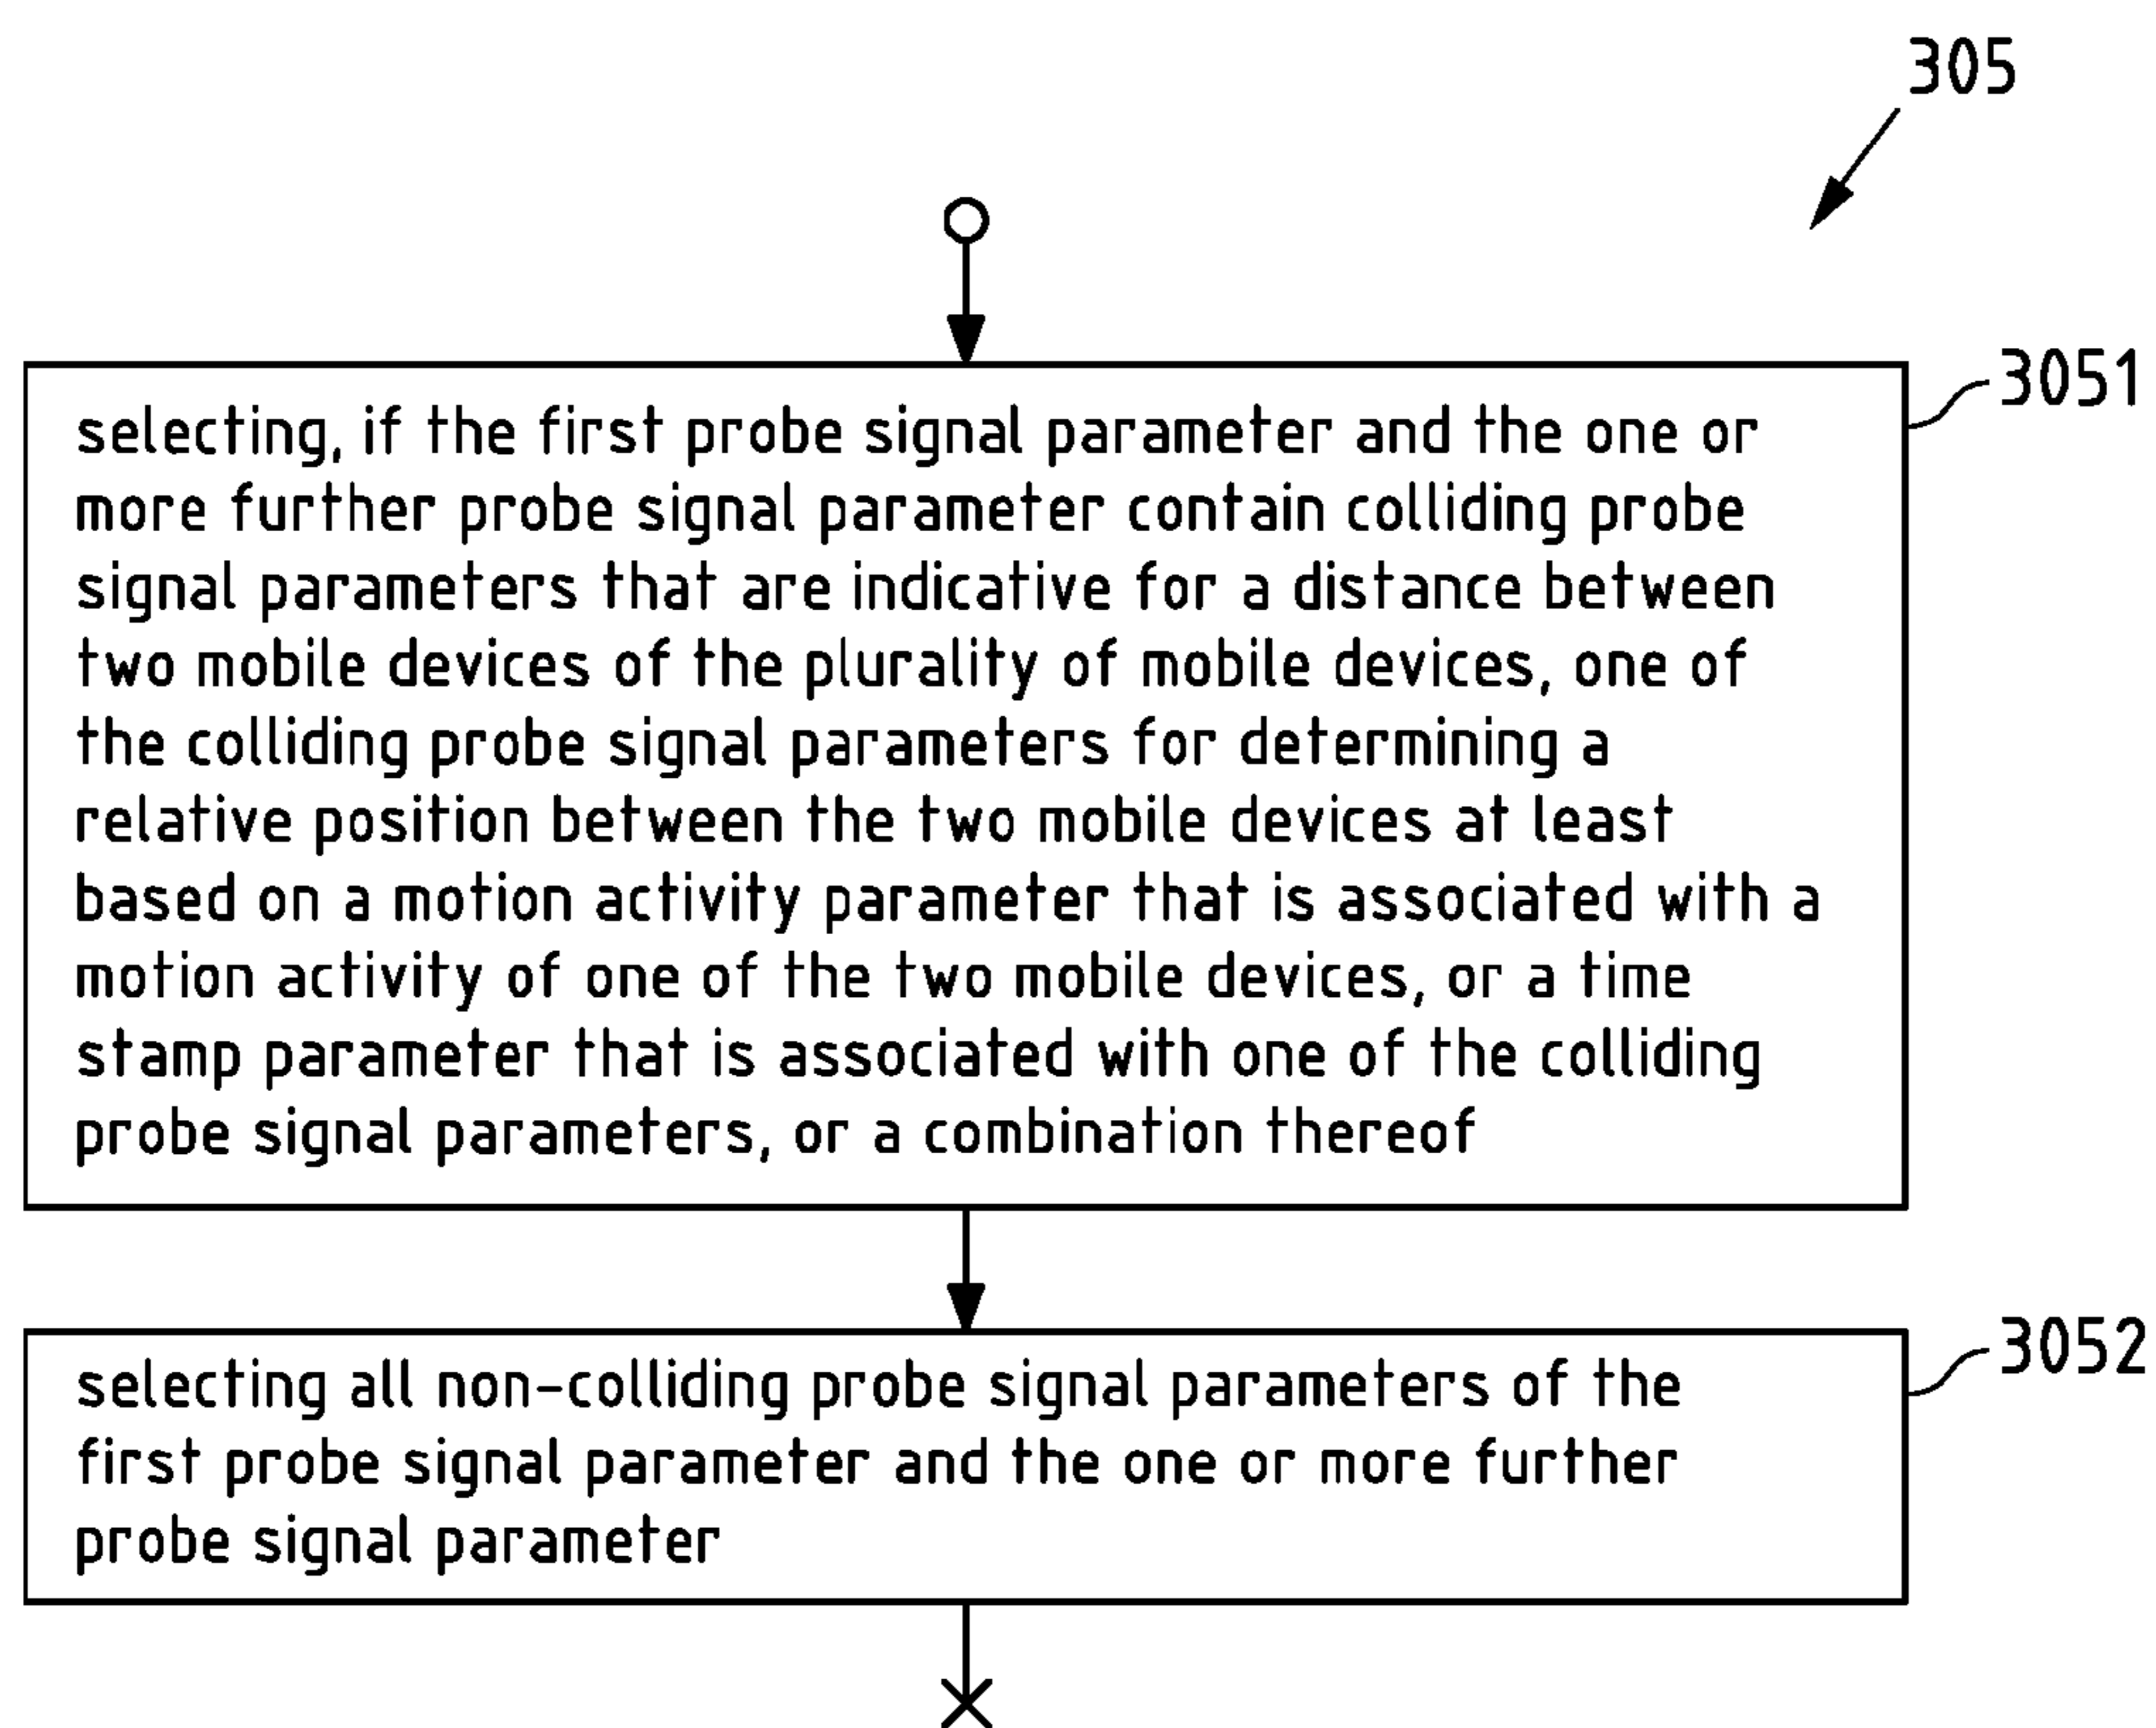 305
3051
selecting, if the first probe signal parameter and the one or
more further probe signal parameter contain colliding probe
signal parameters that are indicative for a distance between
two mobile devices of the plurality of mobile devices, one of
the colliding probe signal parameters for determining a
relative position between the two mobile devices at least
based on a motion activity parameter that is associated with a
motion activity of one of the two mobile devices, or a time
stamp parameter that is associated with one of the colliding
probe signal parameters, or a combination thereof
3052
selecting all non-colliding probe signal parameters of the
first probe signal parameter and the one or more further
probe signal parameter